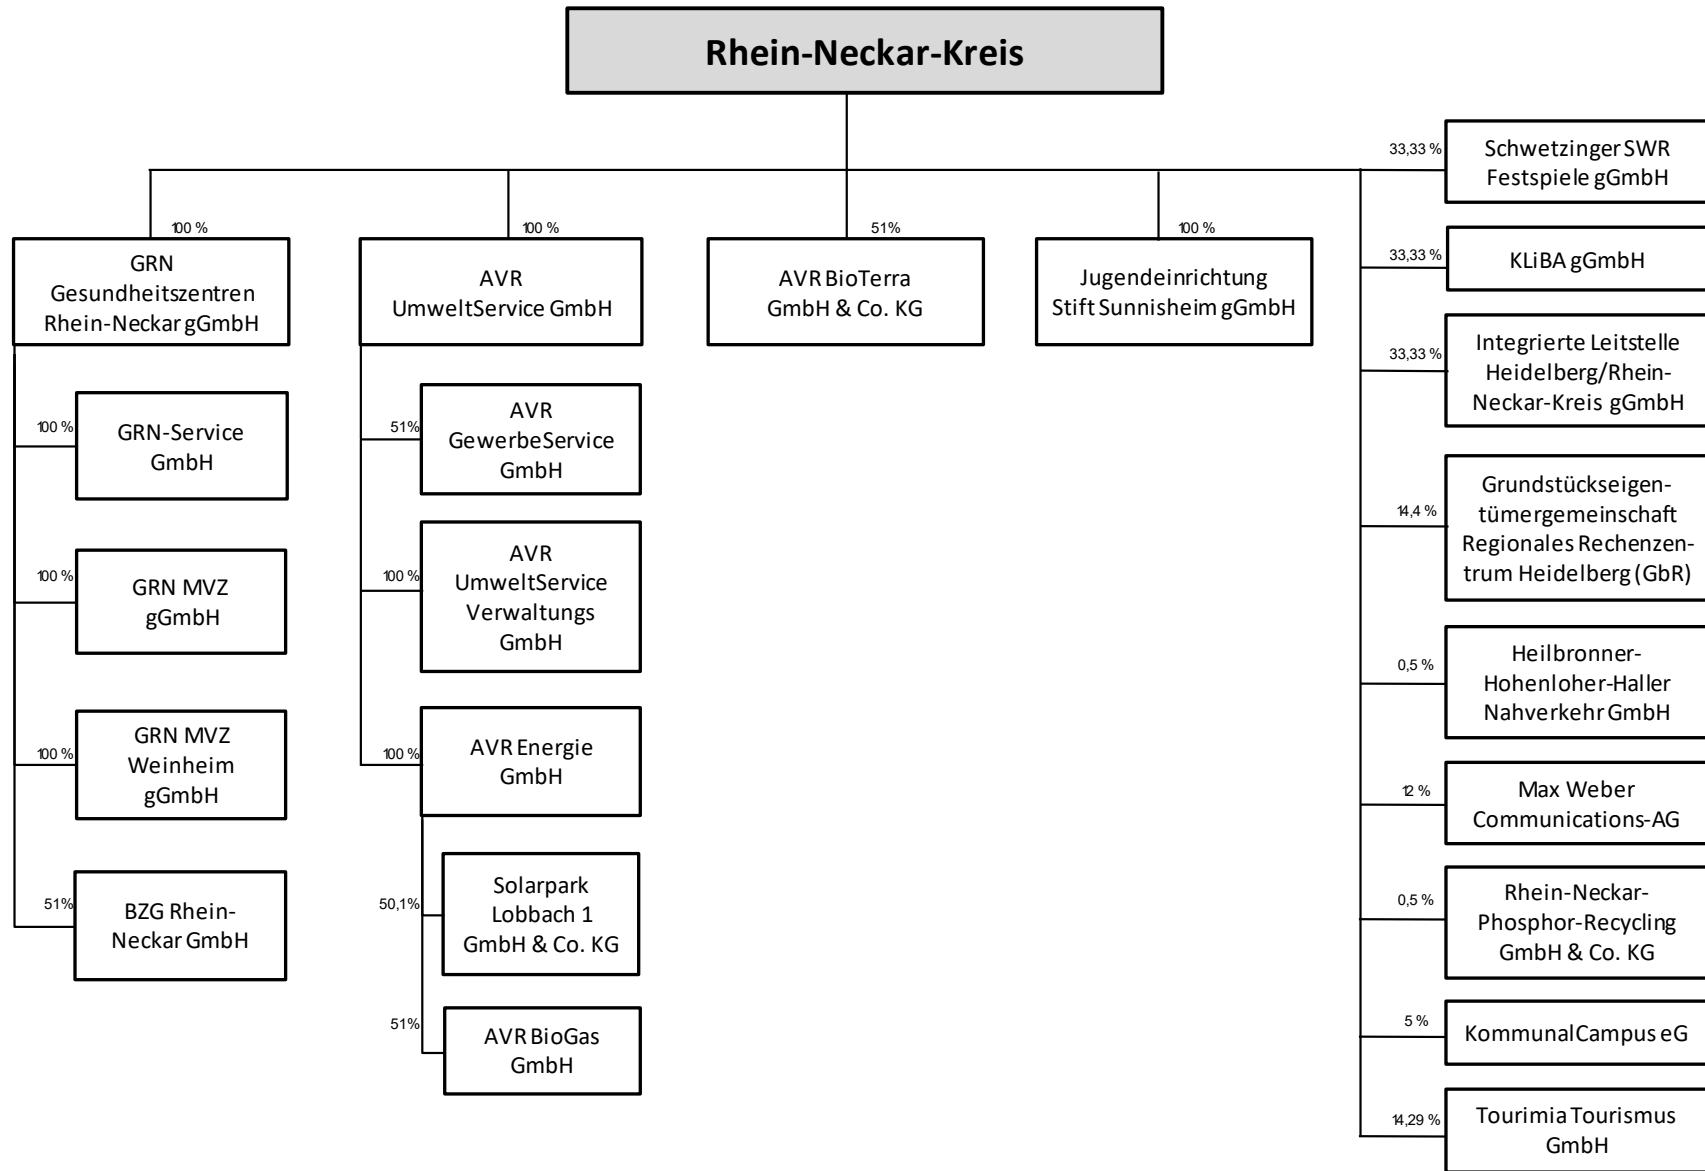 Rhein-Neckar-Kreis
100 %
GRN
Gesundheitszentren
Rhein-Neckar gGmbH
100 %
GRN-Service
GmbH
100 %
GRN MVZ
gGmbH
100 %
GRN MVZ
Weinheim
gGmbH
51%
BZG Rhein-
Neckar GmbH
100 %
AVR
UmweltService GmbH
51%
AVR
GewerbeService
GmbH
100 %
AVR
UmweltService
Verwaltungs
GmbH
100 %
AVR Energie
GmbH
50,1%
Solarpark
Lobbach 1
GmbH & Co. KG
51%
AVR BioGas
GmbH
51%
AVR BioTerra
GmbH & Co. KG
100 %
Jugendeinrichtung
Stift Sunnisheim gGmbH
33,33 %
Schwetzinger SWR
Festspiele gGmbH
33,33 %
KLiBA gGmbH
33,33 %
Integrierte Leitstelle
Heidelberg/Rhein-
Neckar-Kreis gGmbH
14,4 %
Grundstückseigen-
tümergemeinschaft
Regionales Rechenzen-
trum Heidelberg (GbR)
0,5 %
Heilbronner-
Hohenloher-Haller
Nahverkehr GmbH
12 %
Max Weber
Communications-AG
0,5 %
Rhein-Neckar-
Phosphor-Recycling
GmbH & Co. KG
5 %
KommunalCampus eG
14,29 %
Tourimia Tourismus
GmbH